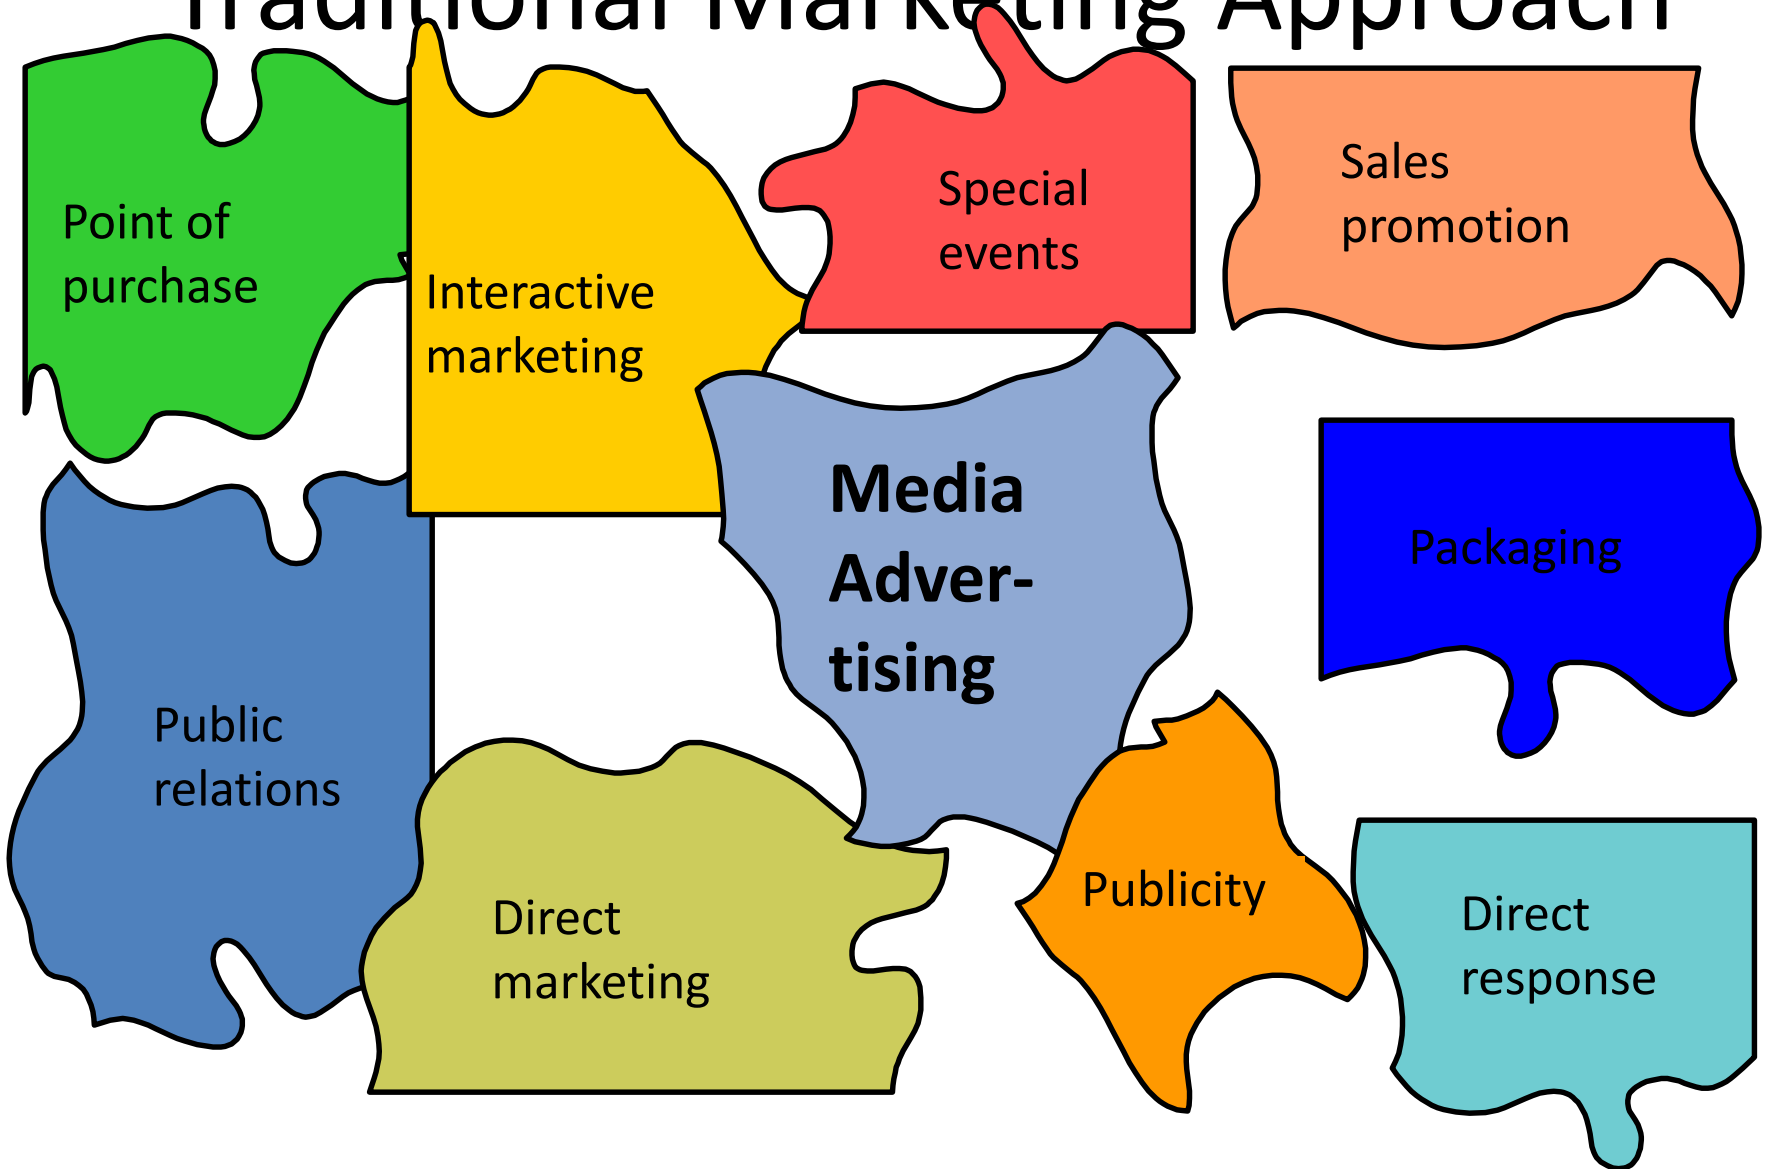 Traditional Marketing Approach
Point of
purchase
Interactive
marketing
Special
events
Sales
promotion
Media
Adver-
tising
Packaging
Public
relations
Direct
marketing
Publicity
Direct
response